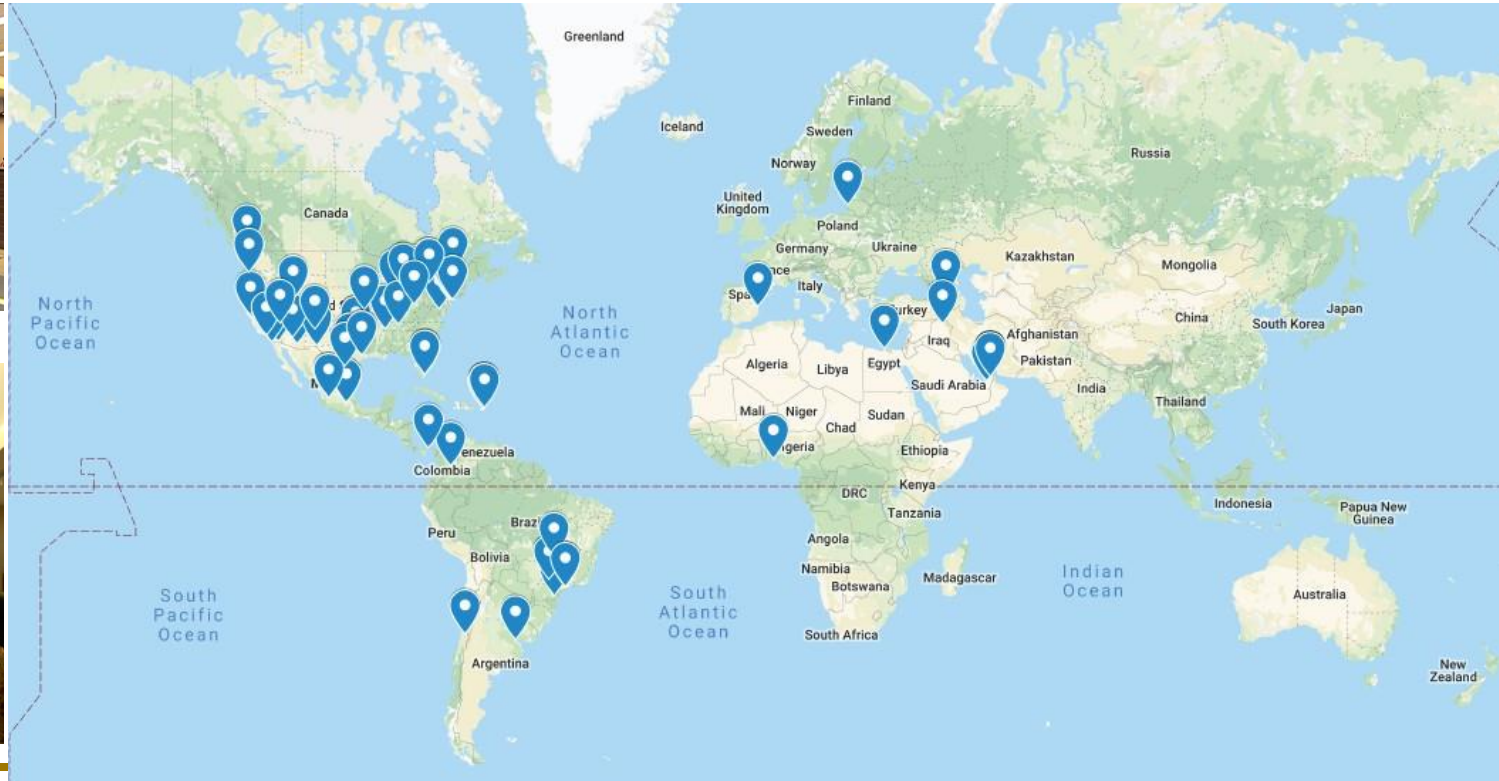 Greenland
Finland
Iceland
Sweden
Russia
Norway
Canada
United
Kingdom
Poland
Germany
Ukraine
Kazakhstan
Mongolia
Italy
North
Pacific
Ocean
North
Atlantic
Ocean
China
Japan
South Korea
Iraq
Afghanistan
Algeria
Libya
Egypt
Pakistan
Saudi Arabia
India
Mali
Niger
Sudan
Thailand
Chad
Ethiopia
Colombia
Kenya
DRC
Indonesia
Papua New
Guinea
Tanzania
Peru
Angola
Bolivia
Namibia
Botswana
Madagascar
Indian
Ocean
Australia
South
Pacific
Ocean
South
Atlantic
Ocean
South Africa
Argentina
New
Zealand